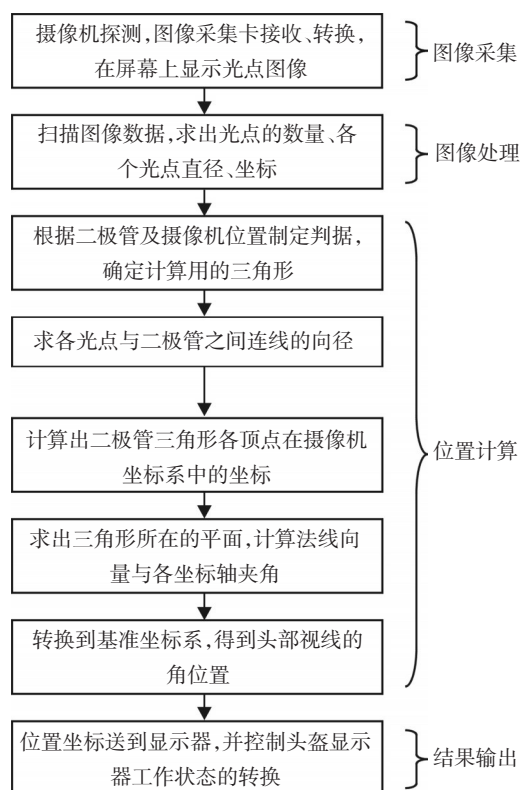 摄像机探测,图像采集卡接收、转换,
在屏幕上显示光点图像
图像采集
扫描图像数据,求出光点的数量、各
个光点直径、坐标
图像处理
根据二极管及摄像机位置制定判据,
确定计算用的三角形
求各光点与二极管之间连线的向径
计算出二极管三角形各顶点在摄像机
坐标系中的坐标
位置计算
求出三角形所在的平面,计算法线向
量与各坐标轴夹角
转换到基准坐标系,得到头部视线的
角位置
位置坐标送到显示器,并控制头盔显示
器工作状态的转换
结果输出